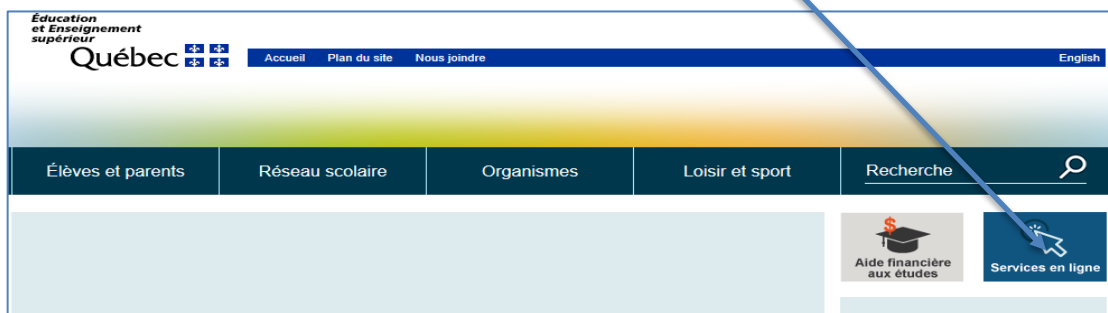 Éducation
et Enseignement
supérieur
Québec
Accueil Plan du site Nous joindre English
Élèves et parents Réseau scolaire Organismes Loisir et sport Recherche
$
Aide financière
aux études
Services en ligne